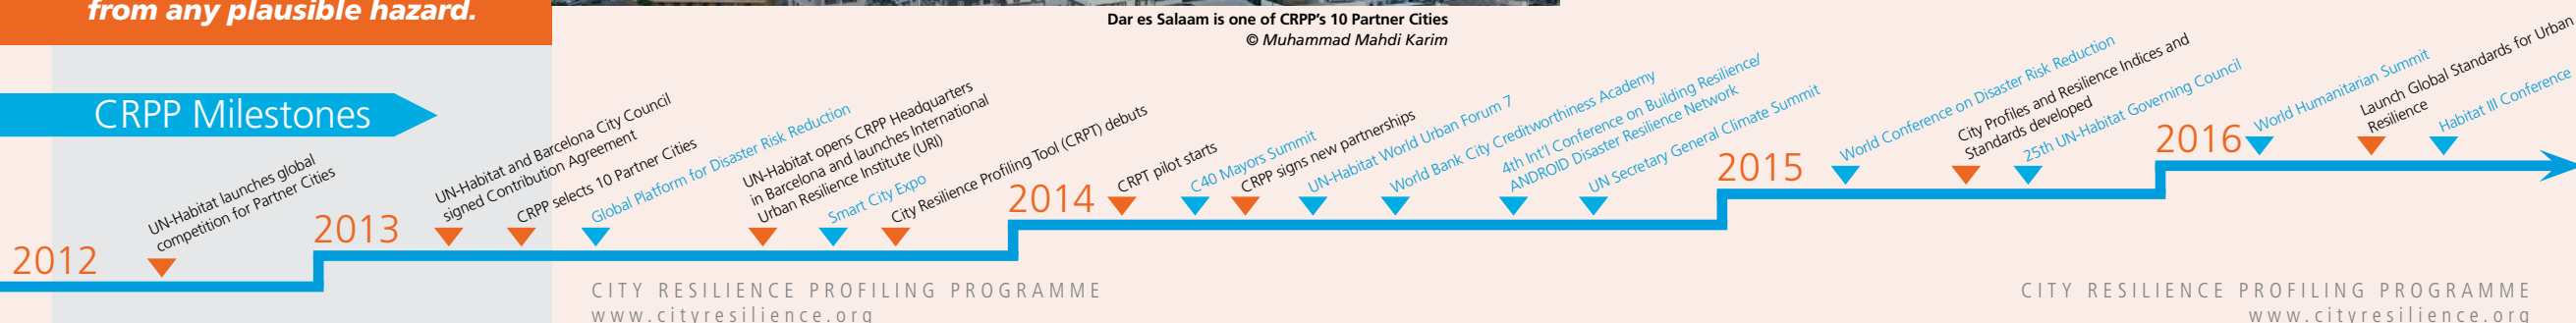 from any plausible hazard.
Dar es Salaam is one of CRPP's 10 Partner Cities
© Muhammad Mahdi Karim
CRPP Milestones
2012
UN-Habitat launches global
competition for Partner Cities
2013
UN-Habitat and Barcelona City Council
signed Contribution Agreement
CRPP selects 10 Partner Cities
Global Platform for Disaster Risk Reduction
UN-Habitat opens CRPP Headquarters
in Barcelona and launches International
Urban Resilience Institute (URI)
Smart City Expo
City Resilience Profiling Tool (CRPT) debuts
2014
CRPT pilot starts
C40 Mayors Summit
CRPP signs new partnerships
UN-Habitat World Urban Forum 7
World Bank City Creditworthiness Academy
4th Int'l Conference on Building Resilience/
ANDROID Disaster Resilience Network
UN Secretary General Climate Summit
2015
World Conference on Disaster Risk Reduction
City Profiles and Resilience Indices and
Standards developed
25th UN-Habitat Governing Council
2016
World Humanitarian Summit
Launch Global Standards for Urban
Resilience
Habitat III Conference
CITY RESILIENCE PROFILING PROGRAMME
www.cityresilience.org
CITY RESILIENCE PROFILING PROGRAMME
www.cityresilience.org